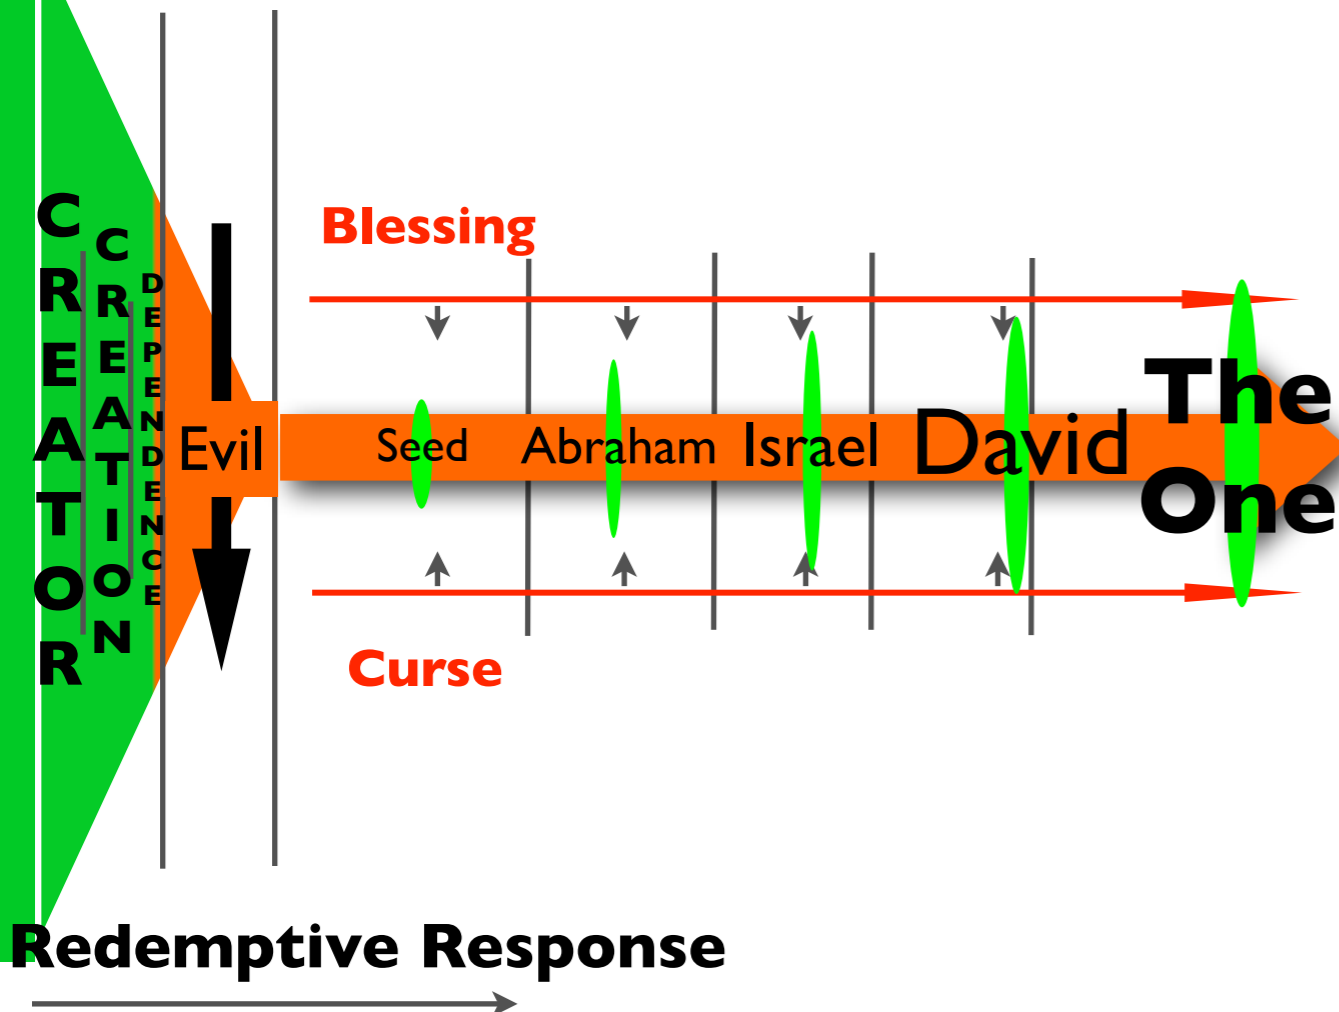 CREATOR
CREATION
DEPENDENCE
Evil
Blessing
Seed
Abraham
Israel
David
The
One
Curse
Redemptive Response